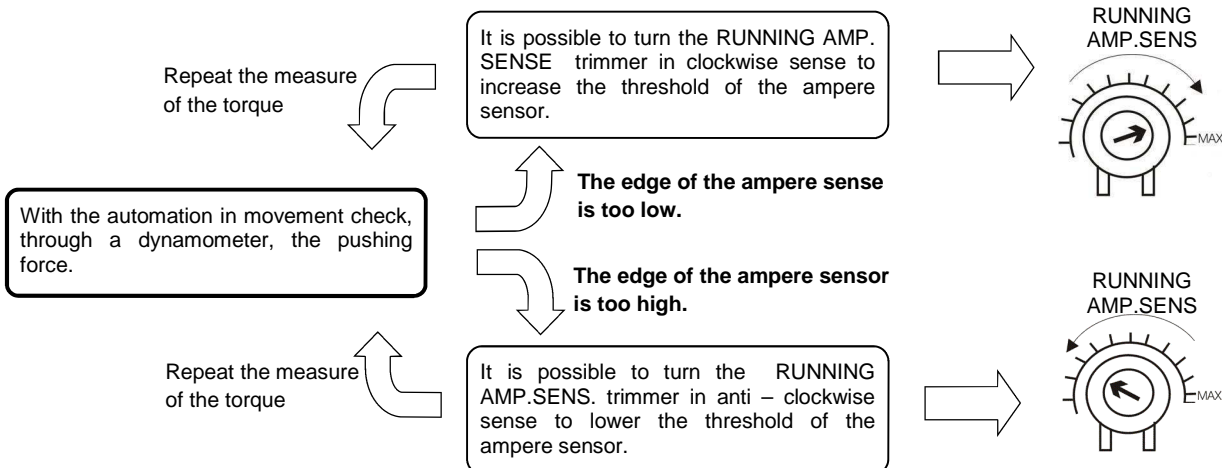 RUNNING
AMP.SENS
It is possible to turn the RUNNING AMP.
SENSE trimmer in clockwise sense to
increase the threshold of the ampere
sensor.
Repeat the measure
of the torque
MAX
The edge of the ampere sense
is too low.
With the automation in movement check,
through a dynamometer, the pushing
force.
The edge of the ampere sensor
is too high.
RUNNING
AMP.SENS
Repeat the measure
of the torque
It is possible to turn the RUNNING
AMP.SENS. trimmer in anti – clockwise
sense to lower the threshold of the
ampere sensor.
MAX